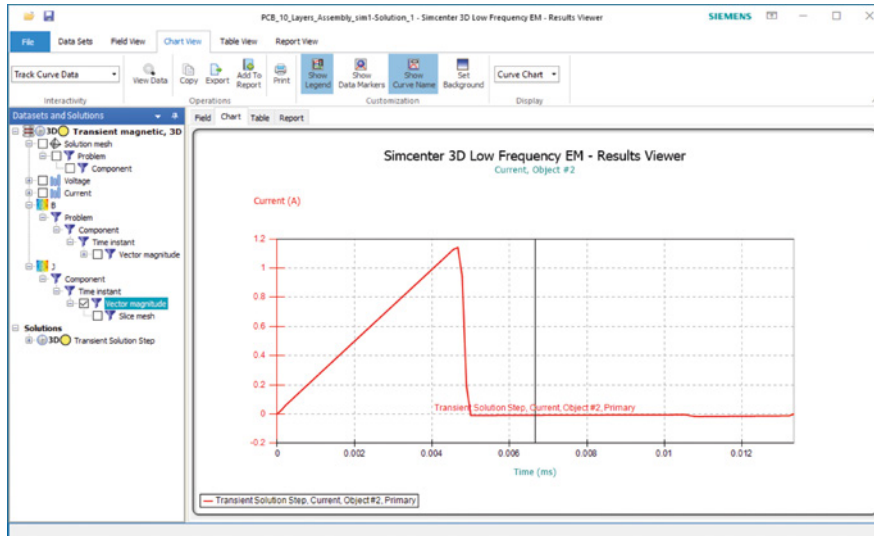 PCB_10_Layers_Assembly_sim1-Solution_1 - Simcenter 3D Low Frequency EM - Results Viewer
SIEMENS
File
Data Sets
Field View
Chart View
Table View
Report View
Track Curve Data
View Data
Copy
Export
Add To
Report
Print
Show
Legend
Show
Data Markers
Show
Curve Name
Set
Background
Curve Chart
Interactivity
Operations
Customization
Display
Datasets and Solutions
3D Transient magnetic, 3D
Solution mesh
Problem
Component
Voltage
Current
B
Problem
Component
Time instant
Vector magnitude
J
Component
Time instant
Vector magnitude
Slice mesh
Solutions
3D Transient Solution Step
Field
Chart
Table
Report
Simcenter 3D Low Frequency EM - Results Viewer
Current, Object #2
Current (A)
1.2
1
0.8
0.6
0.4
0.2
0
-0.2
Transient Solution Step, Current, Object #2, Primary
0
0.002
0.004
0.006
0.008
0.01
0.012
Time (ms)
Transient Solution Step, Current, Object #2, Primary